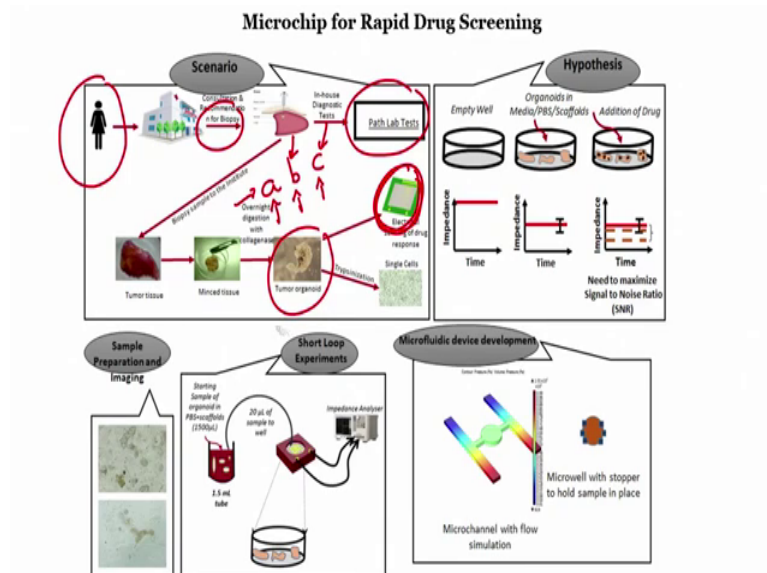 Microchip for Rapid Drug Screening
Scenario
Consultation &
Recommendatio
n for Biopsy
In-house
Diagnostic
Tests
Path Lab Tests
a b c
Biopsy sample to the institute
Overnight
digestion
with
collagenase
of drug
response
Tumor tissue
Minced tissue
Tumor organoid
Trypsinization
Single Cells
Hypothesis
Empty Well
Organoids in
Media/PBS/Scaffolds
Addition of Drug
Impedance
Time
Impedance
Time
Impedance
Time
Need to maximize
Signal to Noise Ratio
(SNR)
Sample
Preparation and
Imaging
Short Loop
Experiments
Starting
Sample of
organoid in
PBS+scaffolds
(1500µL)
1.5 mL
tube
20 µL of
sample to
well
Impedance Analyser
Microfluidic device development
Microchannel with flow
simulation
Microwell with stopper
to hold sample in place